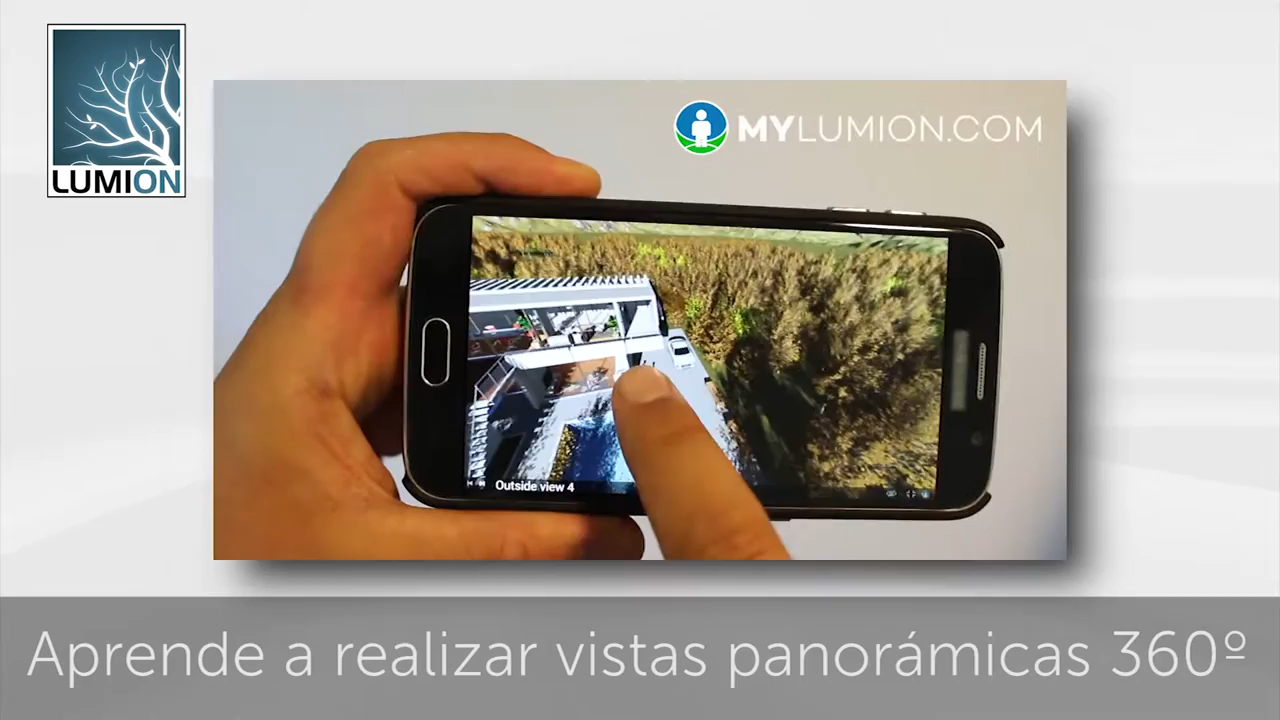 LUMION
MYLUMION.COM
Outside view 4
Aprende a realizar vistas panorámicas 360º